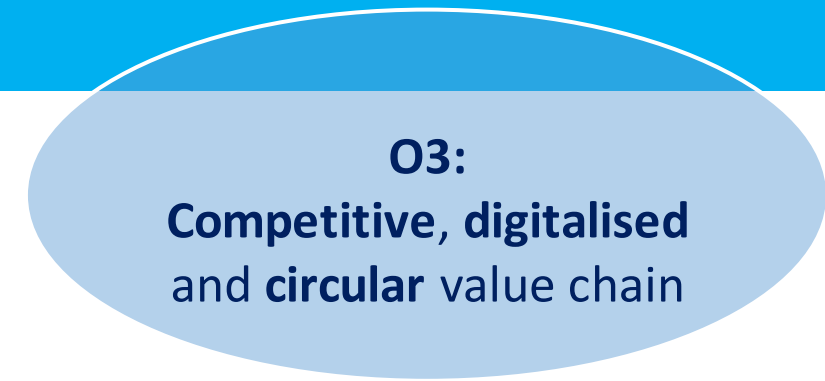 O3:
Competitive, digitalised
and circular value chain